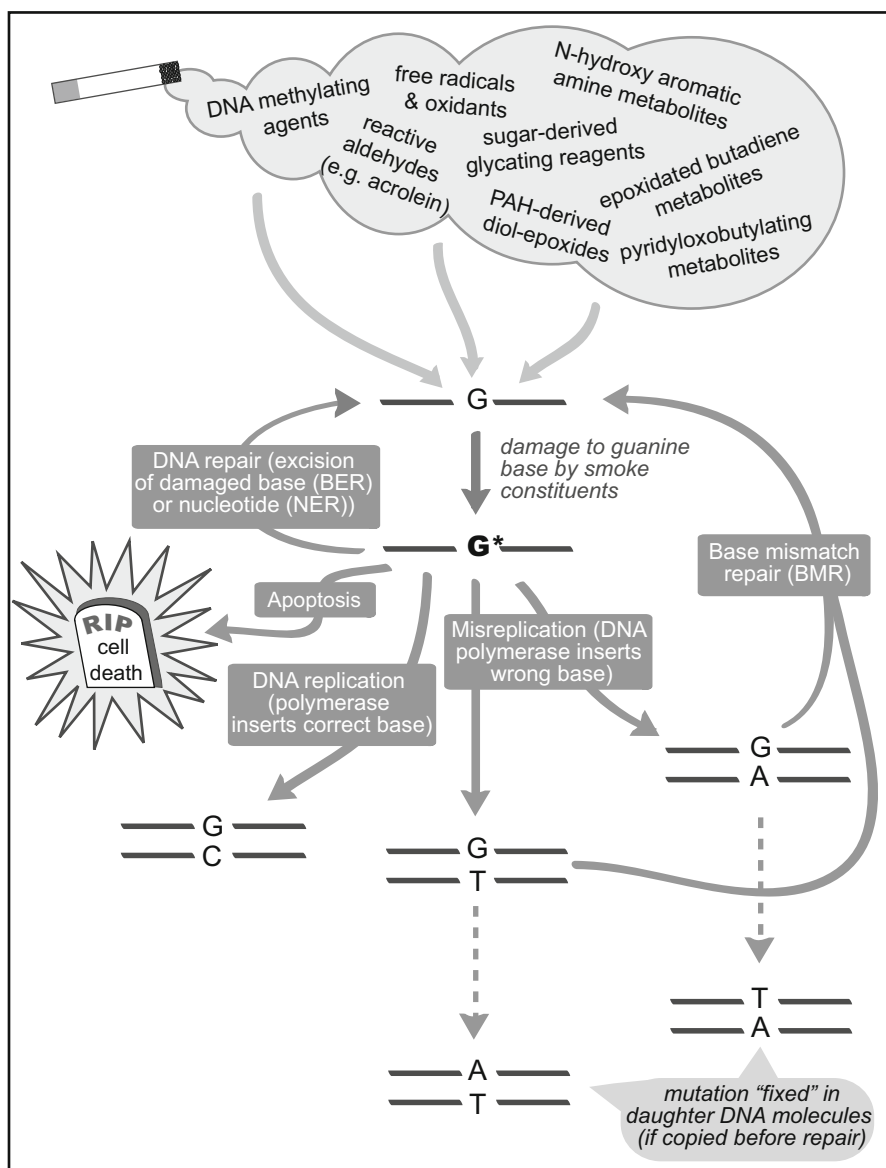 DNA methylating
agents
free radicals
& oxidants
N-hydroxy aromatic
amine metabolites
reactive
aldehydes
(e.g. acrolein)
sugar-derived
glycating reagents
epoxidated butadiene
metabolites
PAH-derived
diol-epoxides
pyridyloxobutylating
metabolites
G
damage to guanine
base by smoke
constituents
DNA repair (excision
of damaged base (BER)
or nucleotide (NER))
G*
Base mismatch
repair (BMR)
Apoptosis
RIP
cell
death
Misreplication (DNA
polymerase inserts
wrong base)
DNA replication
(polymerase
inserts correct base)
G
A
G
C
G
T
T
A
A
T
mutation “fixed” in
daughter DNA molecules
(if copied before repair)